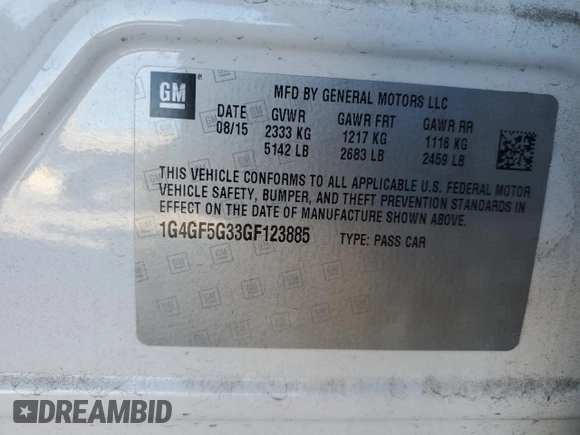 GM
MFD BY GENERAL MOTORS LLC
DATE GVWR GAWR FRT GAWR RR
08/15 2333 KG 1217 KG 1116 KG
5142 LB 2683 LB 2459 LB
THIS VEHICLE CONFORMS TO ALL APPLICABLE U.S. FEDERAL MOTOR
VEHICLE SAFETY, BUMPER, AND THEFT PREVENTION STANDARDS IN
EFFECT ON THE DATE OF MANUFACTURE SHOWN ABOVE.
1G4GF5G33GF123885 TYPE: PASS CAR
DREAMBID